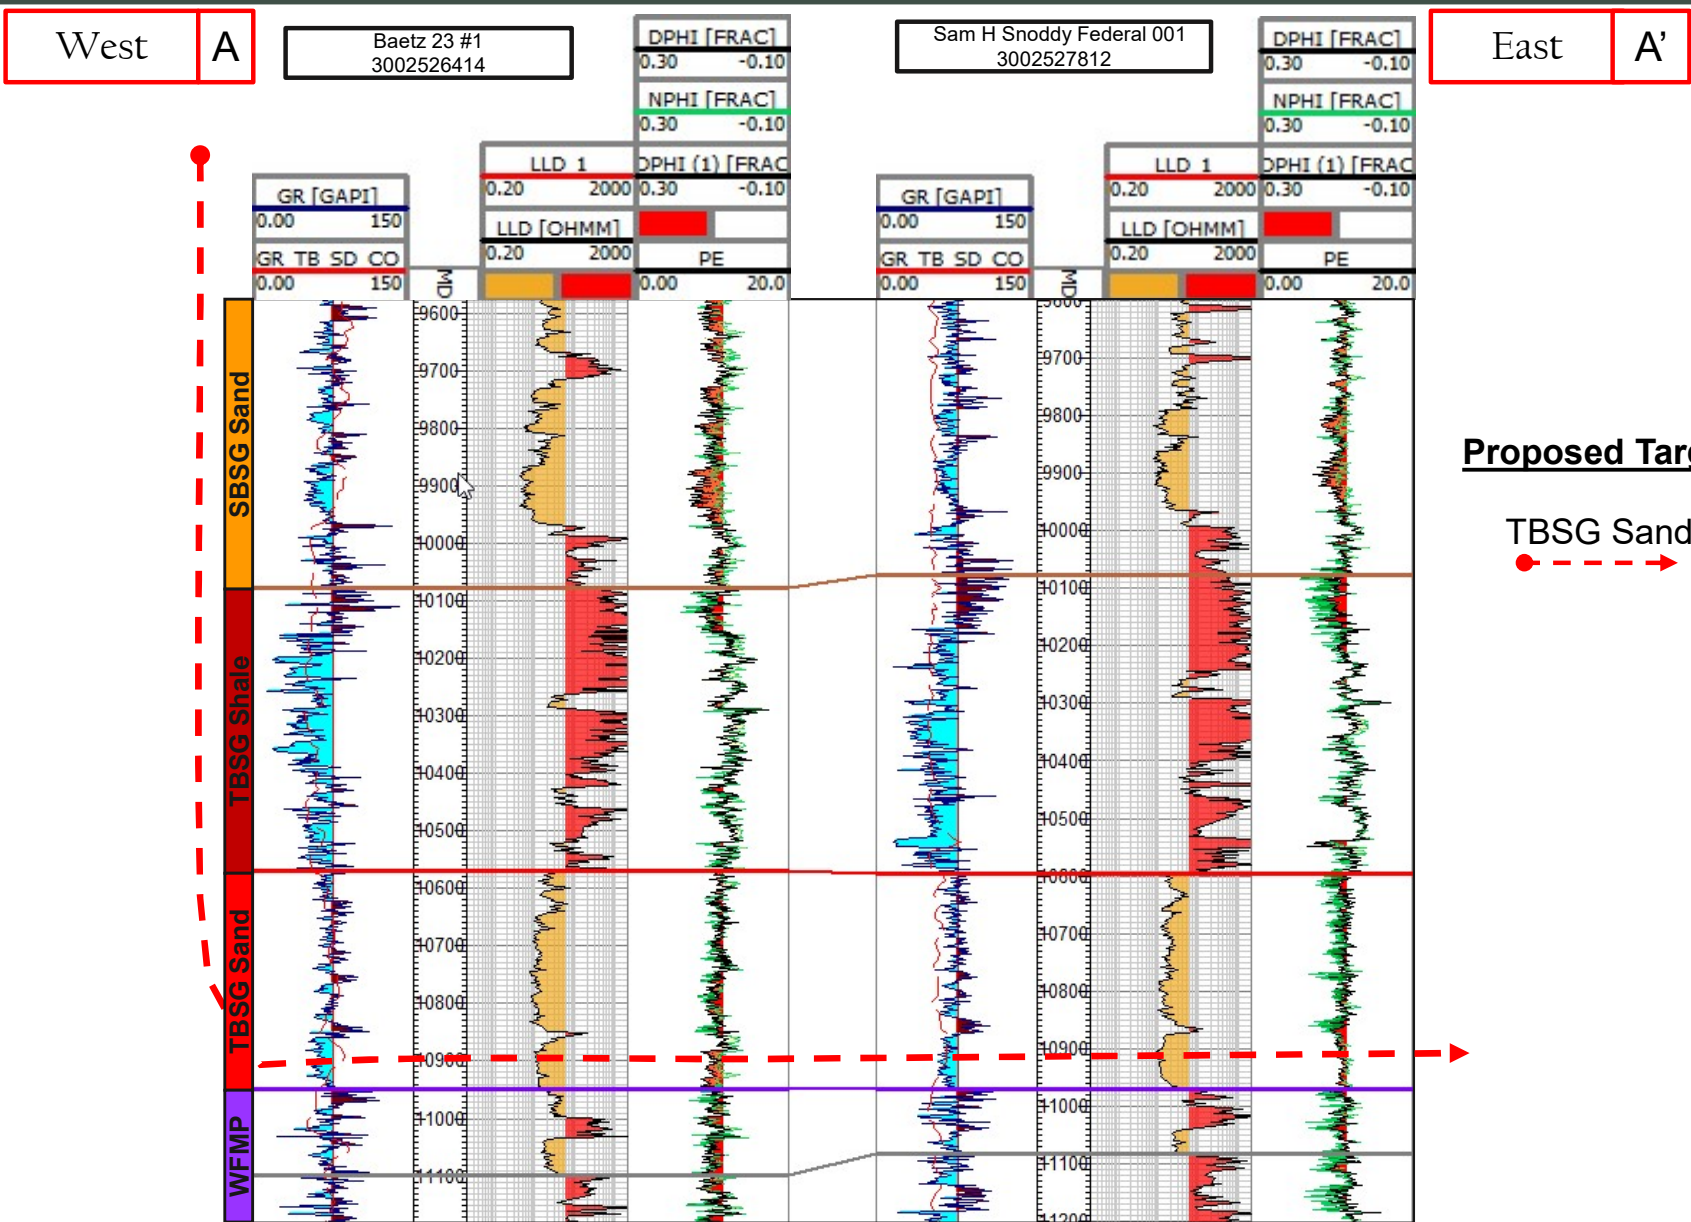 West
A
Baetz 23 #1
3002526414
DPHI [FRAC]
0.30 -0.10
NPHI [FRAC]
0.30 -0.10
DPHI (1) [FRAC
0.30 -0.10
PE
0.00 20.0
LLD 1
0.20 2000
LLD [OHMM]
0.20 2000
GR [GAPI]
0.00 150
GR TB SD CO
0.00 150
MD
Sam H Snoddy Federal 001
3002527812
DPHI [FRAC]
0.30 -0.10
NPHI [FRAC]
0.30 -0.10
DPHI (1) [FRAC
0.30 -0.10
PE
0.00 20.0
LLD 1
0.20 2000
LLD [OHMM]
0.20 2000
GR [GAPI]
0.00 150
GR TB SD CO
0.00 150
MD
East
A'
SBSG Sand
TBSG Shale
TBSG Sand
WFMP
9600
9700
9800
9900
10000
10100
10200
10300
10400
10500
10600
10700
10800
10900
11000
11100
9600
9700
9800
9900
10000
10100
10200
10300
10400
10500
10600
10700
10800
10900
11000
11100
11200
Proposed Targ
TBSG Sand